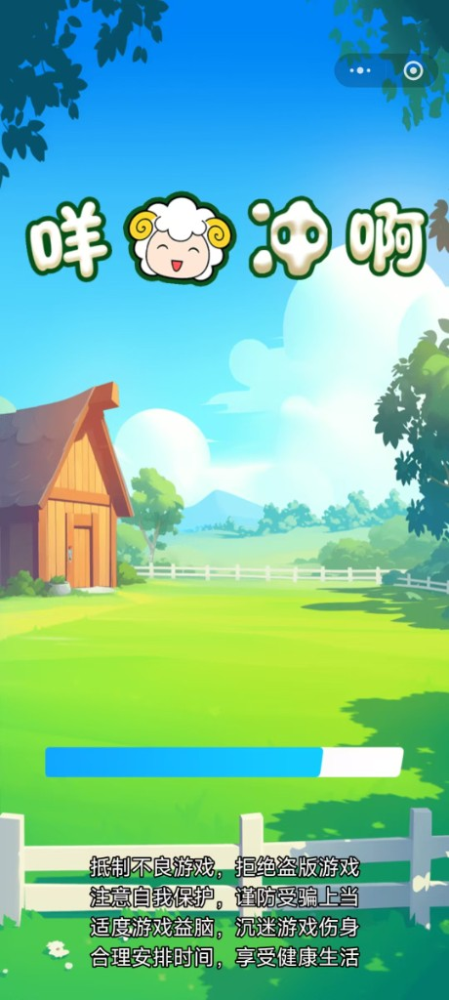 咩冲啊
抵制不良游戏，拒绝盗版游戏
注意自我保护，谨防受骗上当
适度游戏益脑，沉迷游戏伤身
合理安排时间，享受健康生活